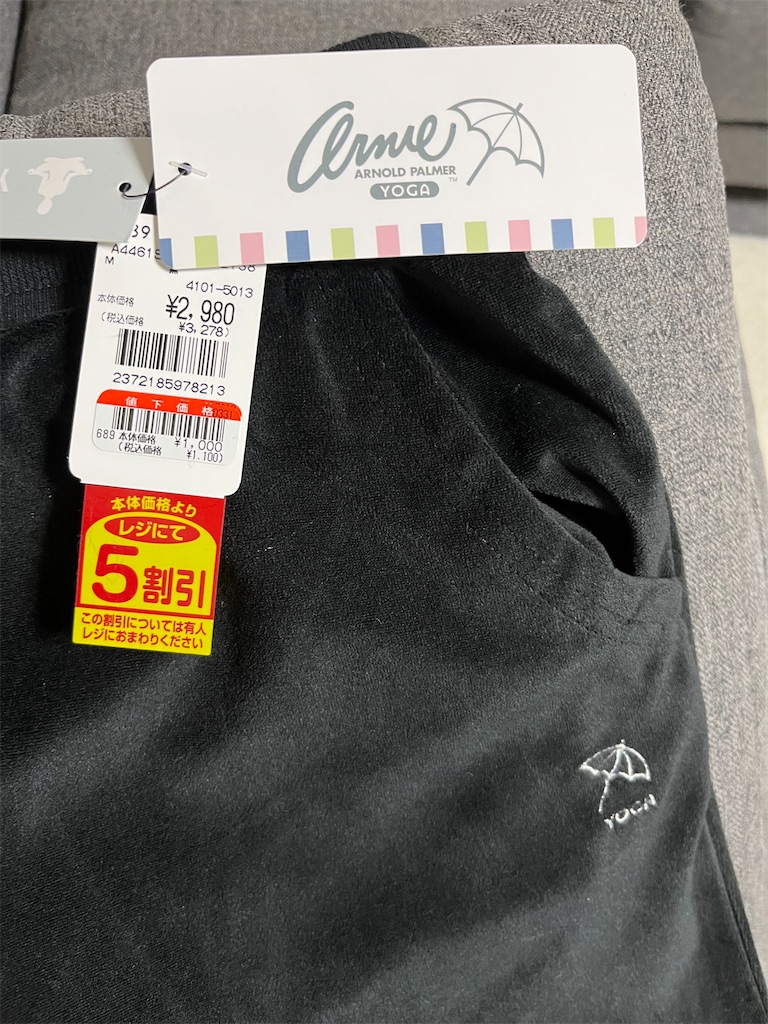 arnie
ARNOLD PALMER
YOGA
TM
A4461
M
4101-5013
本体価格 ¥2,980
(税込価格 ¥3,278)
2372185978213
値下価格
689 本体価格 ¥1,000
(税込価格 ¥1,100)
本体価格より
レジにて
5割引
この割引については有人
レジにおまわりください
YOGA